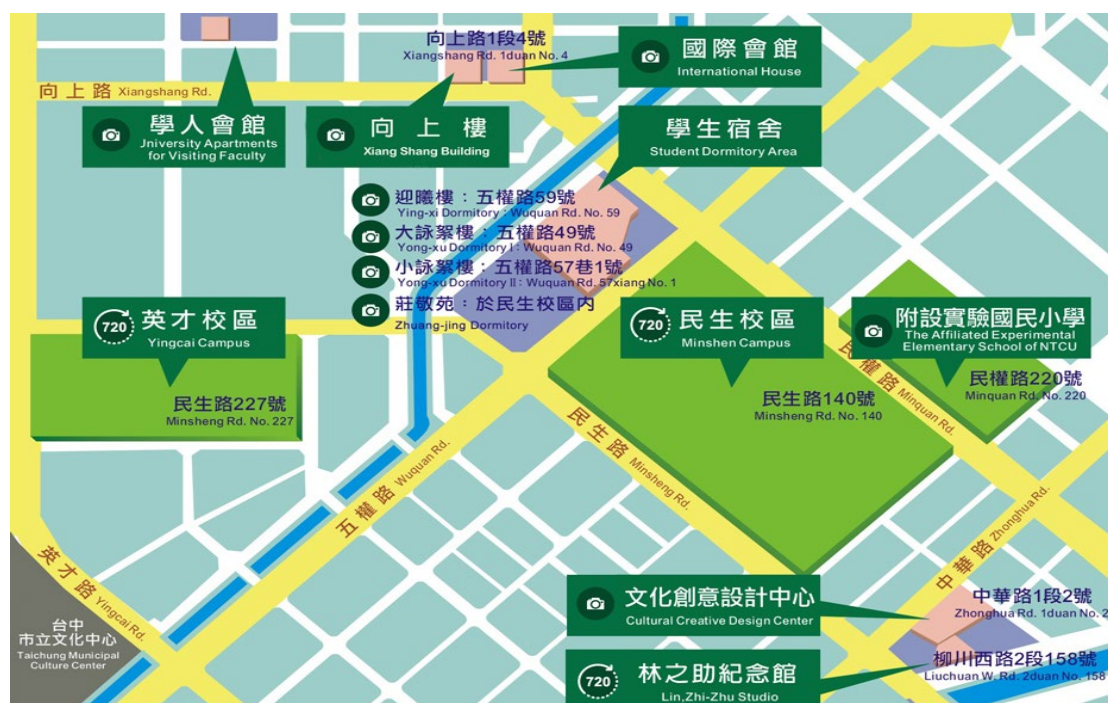 向上路1段4號
Xiangshang Rd. 1duan No. 4
國際會館
International House
向上路 Xiangshang Rd.
學人會館
Jniversity Apartments
for Visiting Faculty
向上樓
Xiang Shang Building
學生宿舍
Student Dormitory Area
迎曦樓：五權路59號
Ying-xi Dormitory：Wuquan Rd. No. 59
大詠絮樓：五權路49號
Yong-xu Dormitory I：Wuquan Rd. No. 49
小詠絮樓：五權路57巷1號
Yong-xu Dormitory II：Wuquan Rd. 57xiang No. 1
莊敬苑：於民生校區內
Zhuang-jing Dormitory
720
英才校區
Yingcai Campus
民生路227號
Minsheng Rd. No. 227
720
民生校區
Minshen Campus
民生路140號
Minsheng Rd. No. 140
附設實驗國民小學
The Affiliated Experimental
Elementary School of NTCU
民權路220號
Minquan Rd. No. 220
民權路 Minquan Rd.
民生路 Minsheng Rd.
五權路 Wuquan Rd.
中華路 Zhonghua Rd.
英才路 Yingcai Rd.
台中
市立文化中心
Taichung Municipal
Culture Center
文化創意設計中心
Cultural Creative Design Center
中華路1段2號
Zhonghua Rd. 1duan No. 2
720
林之助紀念館
Lin,Zhi-Zhu Studio
柳川西路2段158號
Liuchuan W. Rd. 2duan No. 158